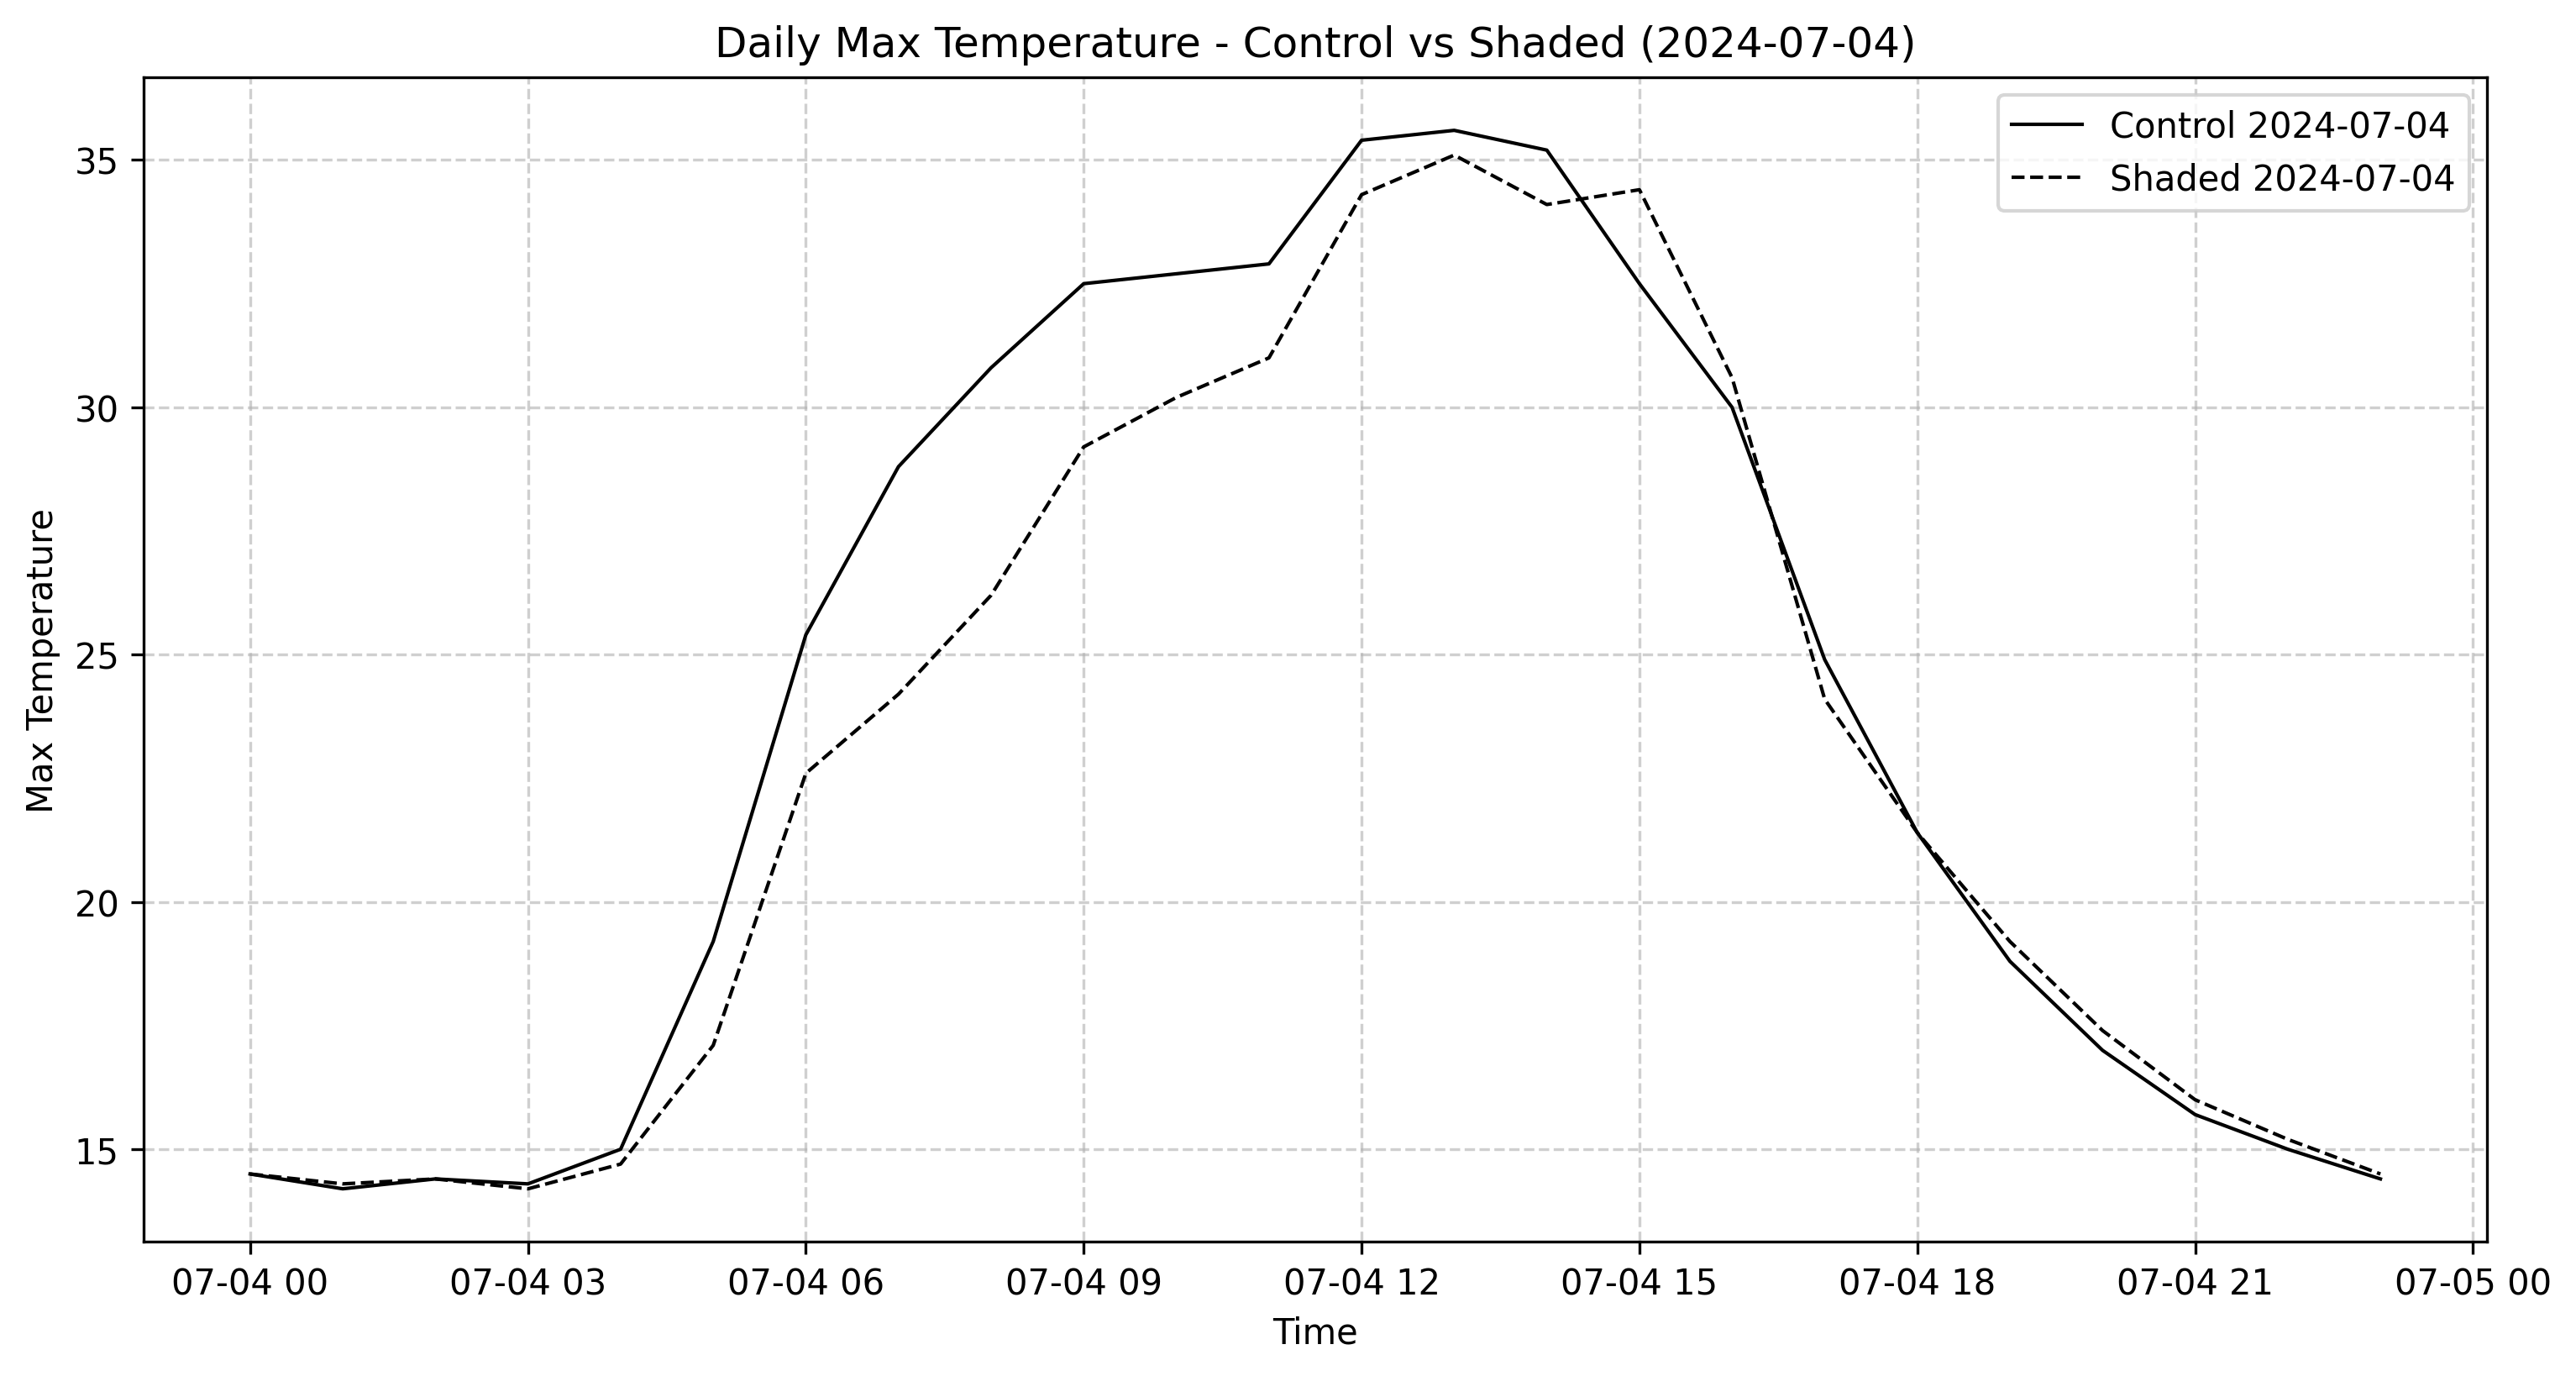 Daily Max Temperature - Control vs Shaded (2024-07-04)
Control 2024-07-04
Shaded 2024-07-04
Max Temperature
35
30
25
20
15
07-04 00
07-04 03
07-04 06
07-04 09
07-04 12
07-04 15
07-04 18
07-04 21
07-05 00
Time